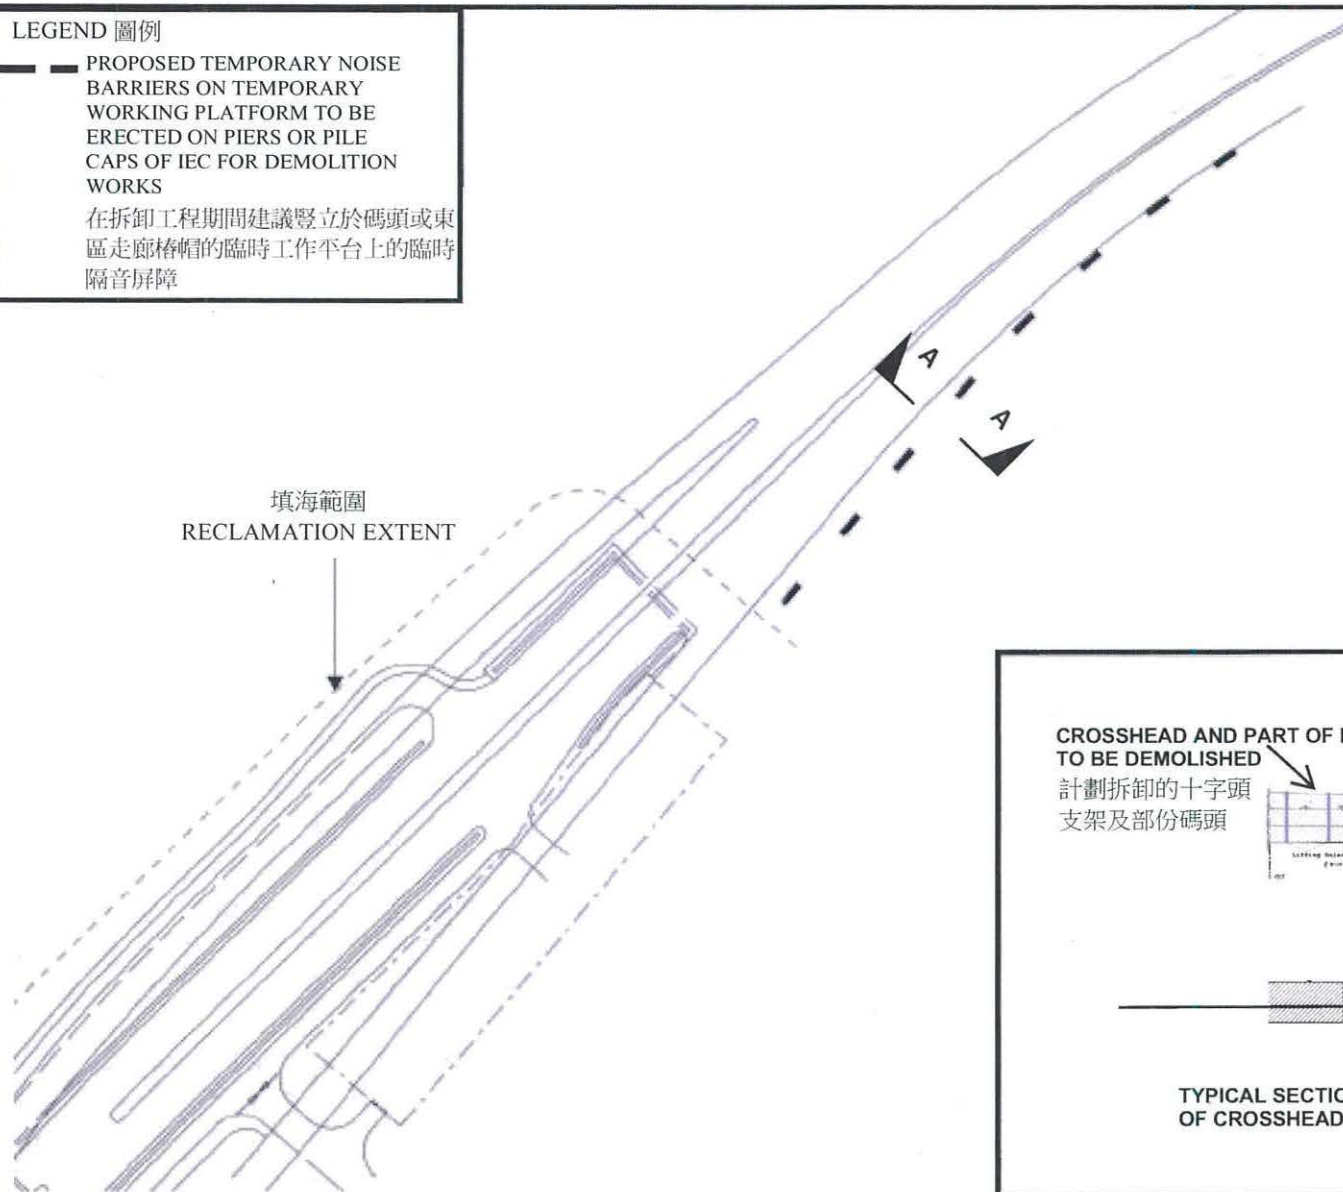 LEGEND 圖例
PROPOSED TEMPORARY NOISE
BARRIERS ON TEMPORARY
WORKING PLATFORM TO BE
ERECTED ON PIERS OR PILE
CAPS OF IEC FOR DEMOLITION
WORKS
在拆卸工程期間建議豎立於碼頭或東
區走廊樁帽的臨時工作平台上的臨時
隔音屏障
A
A
填海範圍
RECLAMATION EXTENT
CROSSHEAD AND PART OF
TO BE DEMOLISHED
計劃拆卸的十字頭
支架及部份碼頭
TYPICAL SECTIO
OF CROSSHEAD